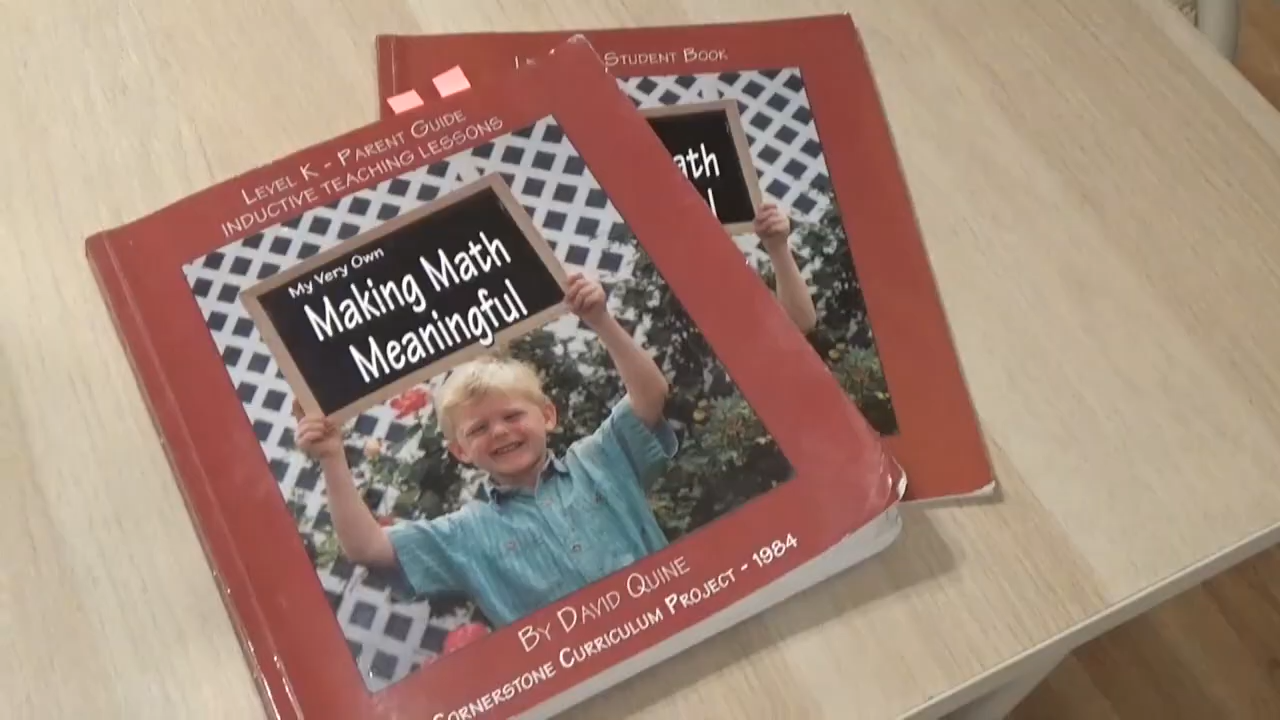 LEVEL K - PARENT GUIDE
INDUCTIVE TEACHING LESSONS
My Very Own
Making Math
Meaningful
BY DAVID QUINE
CORNERSTONE CURRICULUM PROJECT - 1984
STUDENT BOOK